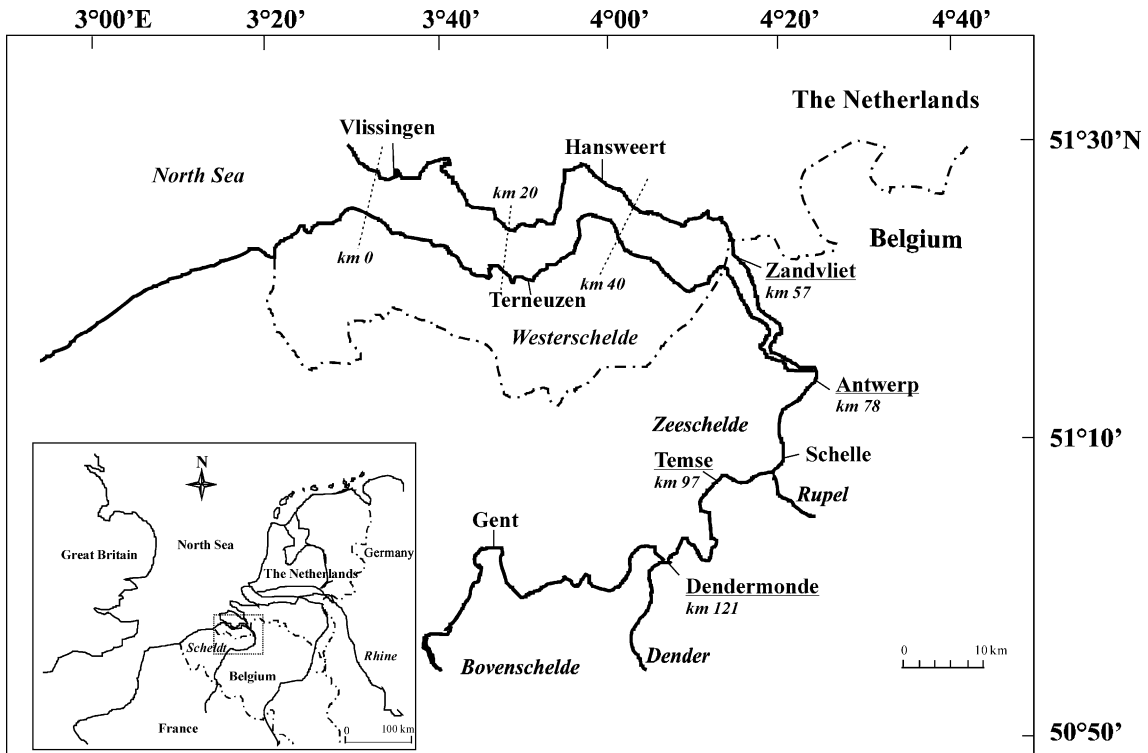 3°00'E 3°20' 3°40' 4°00' 4°20' 4°40'
The Netherlands
Vlissingen
51°30'N
Hansweert
North Sea
km 20
Belgium
km 0
Zandvliet
km 57
km 40
Terneuzen
Westerschelde
Antwerp
km 78
Zeeschelde
51°10'
Schelle
Temse
km 97
Rupel
Gent
Dendermonde
km 121
Dender
Bovenschelde
0 10 km
50°50'
N
North Sea
Great Britain
Germany
The Netherlands
Scheldt
Rhine
Belgium
France
0 100 km